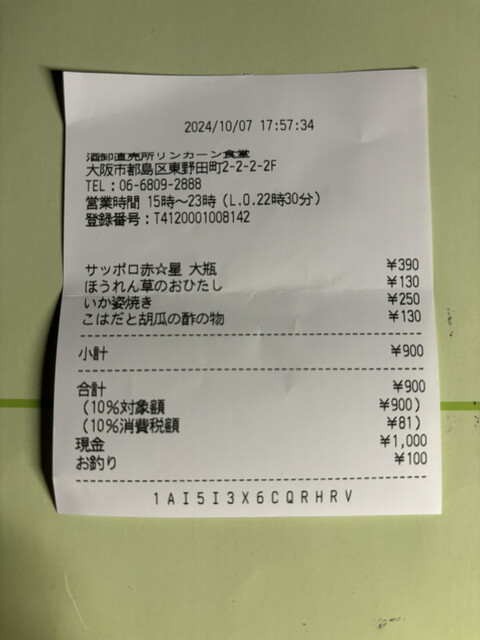 2024/10/07 17:57:34
酒卸直売所リンカーン食堂
大阪市都島区東野田町2-2-2-2F
TEL：06-6809-2888
営業時間 15時～23時（L.O.22時30分）
登録番号：T4120001008142
サッポロ赤☆星 大瓶 ¥390
ほうれん草のおひたし ¥130
いか姿焼き ¥250
こはだと胡瓜の酢の物 ¥130
小計 ¥900
合計 ¥900
（10％対象額 ¥900）
（10％消費税額 ¥81）
現金 ¥1,000
お釣り ¥100
1AI5I3X6CQRHRV